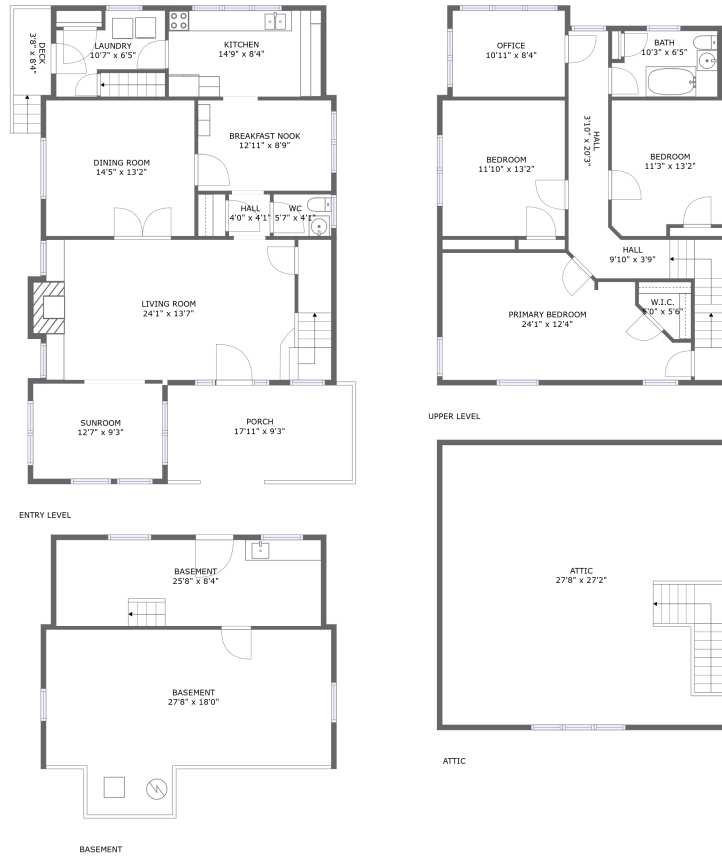 DECK
3'8" x 8'4"
LAUNDRY
10'7" x 6'5"
KITCHEN
14'9" x 8'4"
BREAKFAST NOOK
12'11" x 8'9"
DINING ROOM
14'5" x 13'2"
HALL
4'0" x 4'1"
WC
5'7" x 4'1"
LIVING ROOM
24'1" x 13'7"
SUNROOM
12'7" x 9'3"
PORCH
17'11" x 9'3"
ENTRY LEVEL
OFFICE
10'11" x 8'4"
BATH
10'3" x 6'5"
HALL
3'10" x 20'3"
BEDROOM
11'10" x 13'2"
BEDROOM
11'3" x 13'2"
HALL
9'10" x 3'9"
PRIMARY BEDROOM
24'1" x 12'4"
W.I.C.
5'0" x 5'6"
UPPER LEVEL
BASEMENT
25'8" x 8'4"
BASEMENT
27'8" x 18'0"
BASEMENT
ATTIC
27'8" x 27'2"
ATTIC